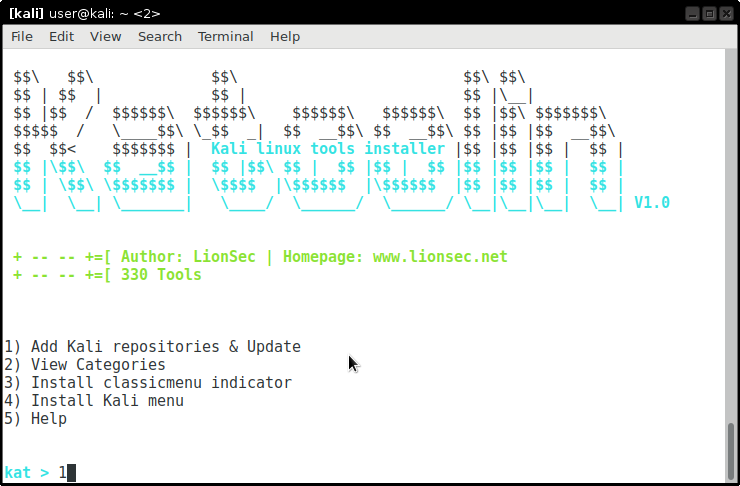 [kali] user@kali: ~ <2>
File Edit View Search Terminal Help
$$\   $$\             $$\                         $$\ $$\
$$ | $$  |            $$ |                        $$ |\__|
$$ |$$  /  $$$$$$\  $$$$$$\    $$$$$$\   $$$$$$\  $$ |$$\ $$$$$$$\
$$$$$  /   \____$$\ \_$$  _|  $$  __$$\ $$  __$$\ $$ |$$ |$$  __$$\
$$  $$<    $$$$$$$ |  Kali linux tools installer |$$ |$$ |$$ |  $$ |
$$ |\$$\  $$  __$$ |  $$ |$$\ $$ |  $$ |$$ |  $$ |$$ |$$ |$$ |  $$ |
$$ | \$$\ \$$$$$$$ |  \$$$$  |\$$$$$$  |\$$$$$$  |$$ |$$ |$$ |  $$ |
\__|  \__| \_______|   \____/  \______/  \______/ \__|\__|\__|  \__| V1.0
+ -- -- +=[ Author: LionSec | Homepage: www.lionsec.net
+ -- -- +=[ 330 Tools
1) Add Kali repositories & Update
2) View Categories
3) Install classicmenu indicator
4) Install Kali menu
5) Help
kat > 1